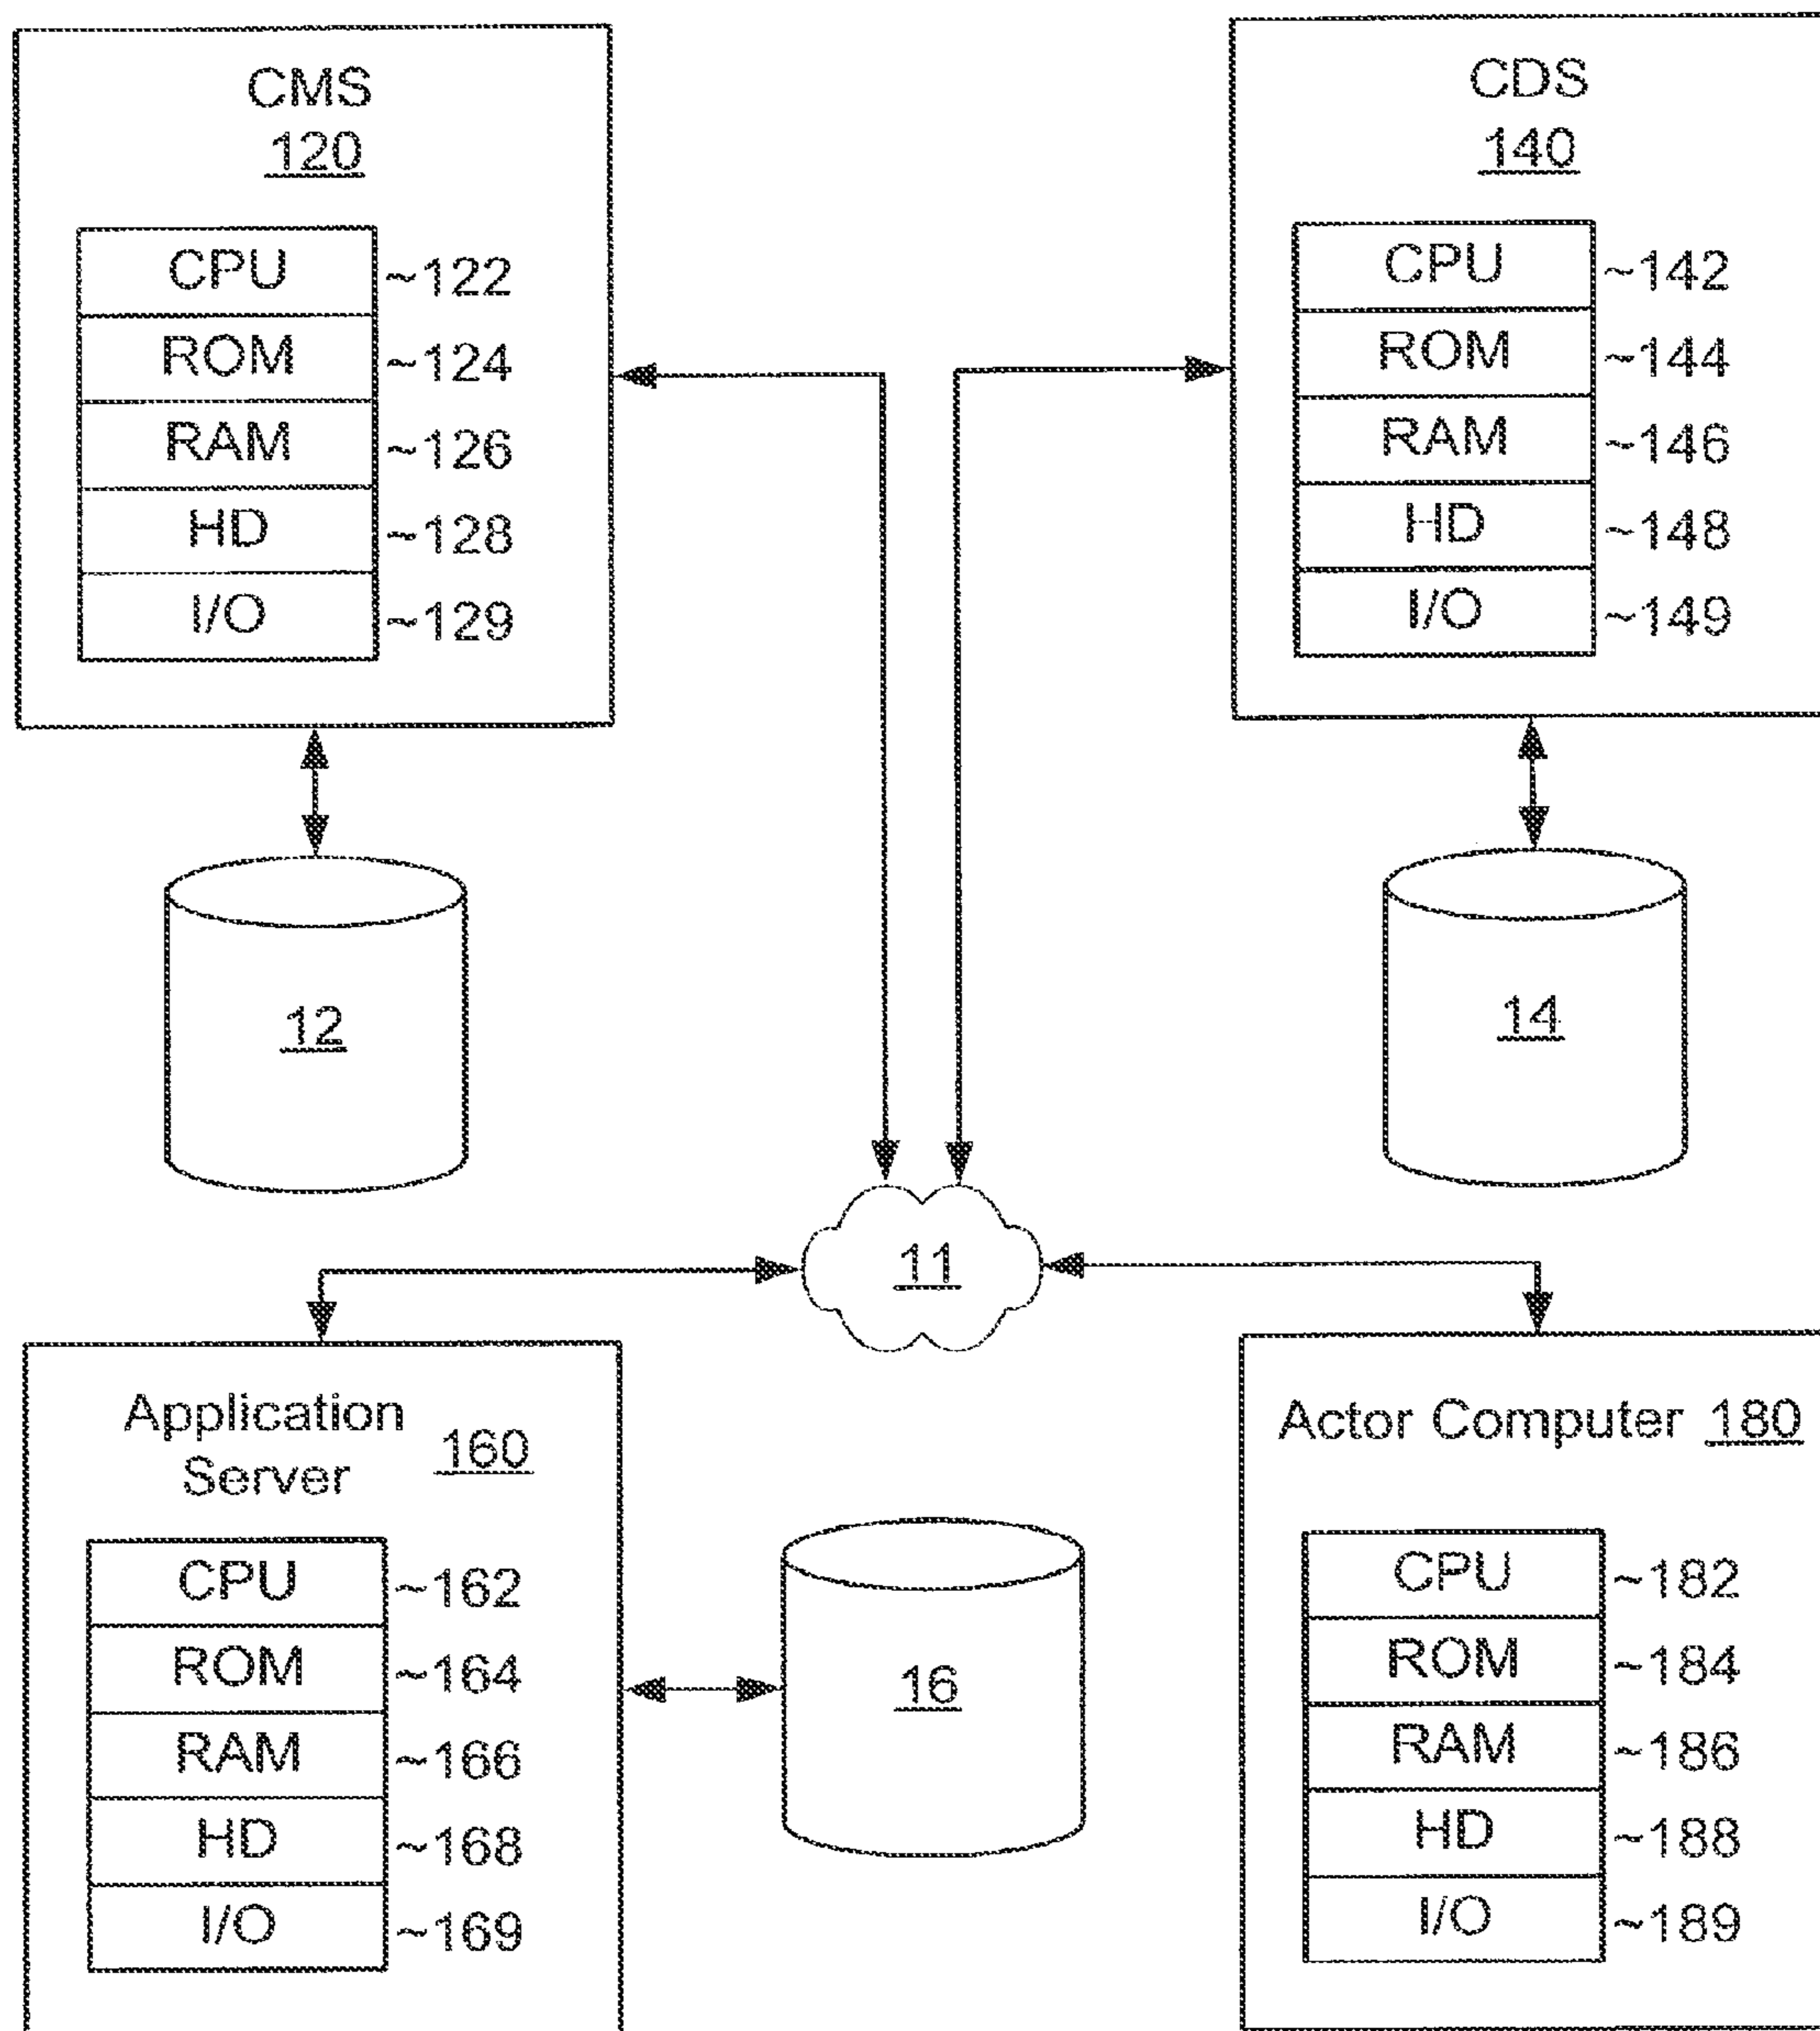 CMS
120
CPU ~122
ROM ~124
RAM ~126
HD ~128
I/O ~129
CDS
140
CPU ~142
ROM ~144
RAM ~146
HD ~148
I/O ~149
12
14
11
Application
Server 160
CPU ~162
ROM ~164
RAM ~166
HD ~168
I/O ~169
16
Actor Computer 180
CPU ~182
ROM ~184
RAM ~186
HD ~188
I/O ~189